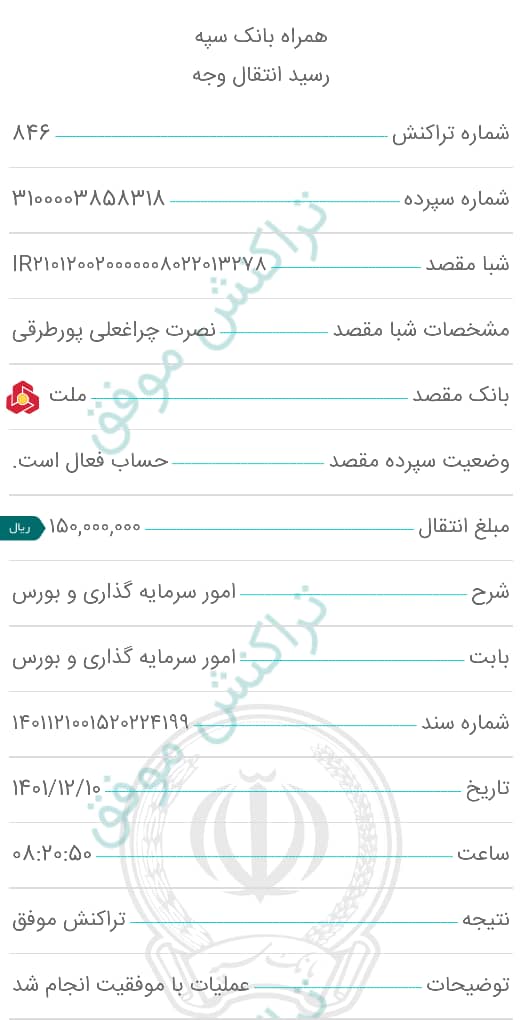 همراه بانک سپه
رسید انتقال وجه
شماره تراکنش ۸۴۶
شماره سپرده ۳۱۰۰۰۰۳۸۵۸۳۱۸
شبا مقصد IR۲۱۰۱۲۰۰۲۰۰۰۰۰۰۸۰۲۲۰۱۳۲۷۸
مشخصات شبا مقصد نصرت چراغعلی پورطرقی
بانک مقصد ملت
وضعیت سپرده مقصد حساب فعال است.
مبلغ انتقال ۱۵۰,۰۰۰,۰۰۰ ریال
شرح امور سرمایه گذاری و بورس
بابت امور سرمایه گذاری و بورس
شماره سند ۱۴۰۱۱۲۱۰۰۱۵۲۰۲۲۴۱۹۹
تاریخ ۱۴۰۱/۱۲/۱۰
ساعت ۰۸:۲۰:۵۰
نتیجه تراکنش موفق
توضیحات عملیات با موفقیت انجام شد
تراکنش موفق
تراکنش موفق
بانک سپه